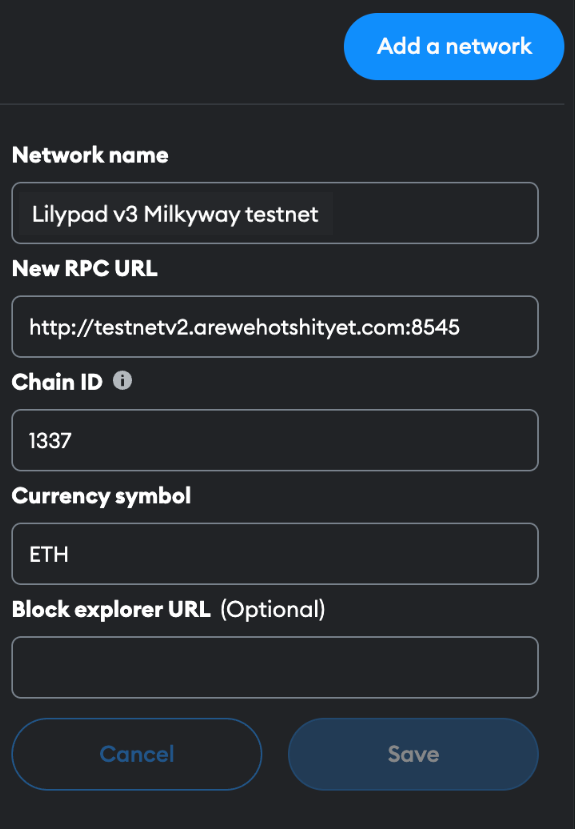 Add a network
Network name
Lilypad v3 Milkyway testnet
New RPC URL
http://testnetv2.arewehotshityet.com:8545
Chain ID
1337
Currency symbol
ETH
Block explorer URL (Optional)
Cancel
Save